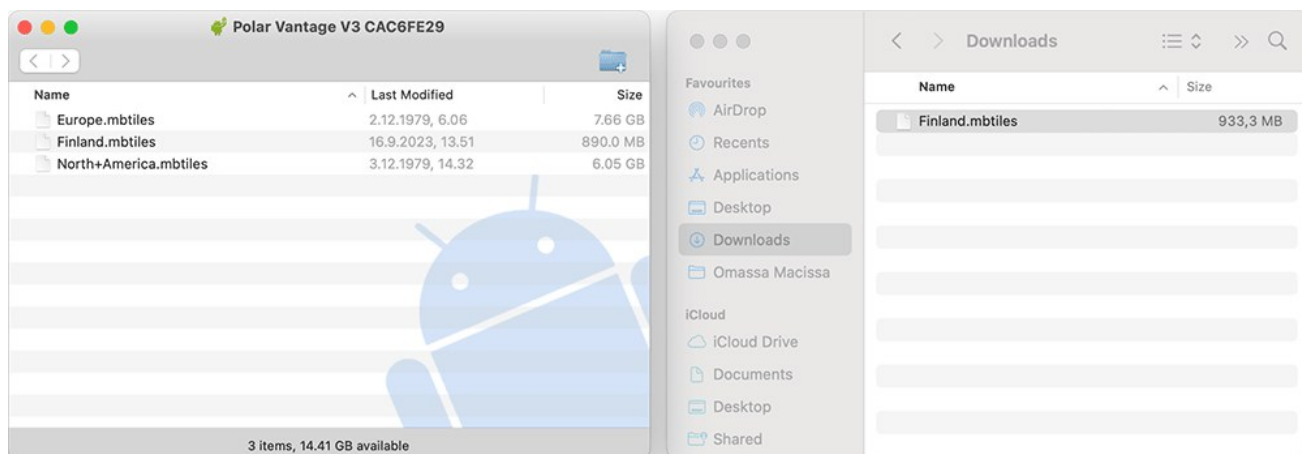 Polar Vantage V3 CAC6FE29
Name Last Modified Size
Europe.mbtiles 2.12.1979, 6.06 7.66 GB
Finland.mbtiles 16.9.2023, 13.51 890.0 MB
North+America.mbtiles 3.12.1979, 14.32 6.05 GB
3 items, 14.41 GB available
Favourites
AirDrop
Recents
Applications
Desktop
Downloads
Omassa Macissa
iCloud
iCloud Drive
Documents
Desktop
Shared
Downloads
Name Size
Finland.mbtiles 933,3 MB